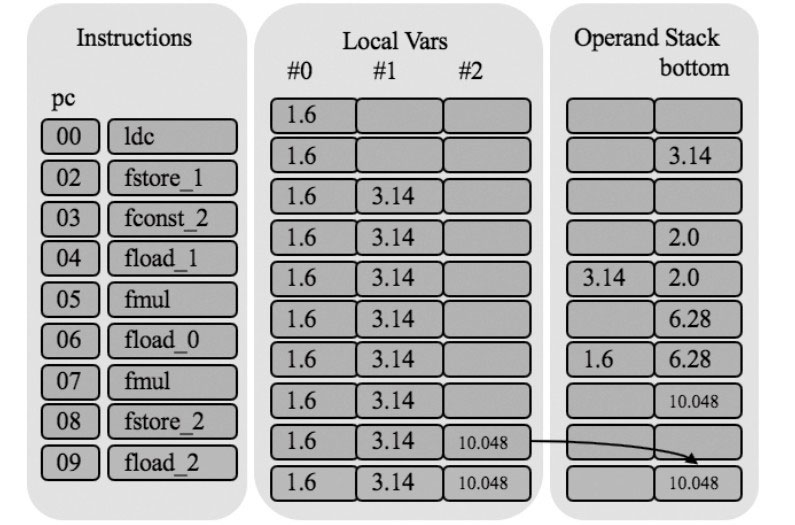 Instructions
pc
00 ldc
02 fstore_1
03 fconst_2
04 fload_1
05 fmul
06 fload_0
07 fmul
08 fstore_2
09 fload_2
Local Vars
#0 #1 #2
1.6
1.6
1.6 3.14
1.6 3.14
1.6 3.14
1.6 3.14
1.6 3.14
1.6 3.14
1.6 3.14 10.048
1.6 3.14 10.048
Operand Stack
bottom
3.14
2.0
3.14 2.0
6.28
1.6 6.28
10.048
10.048